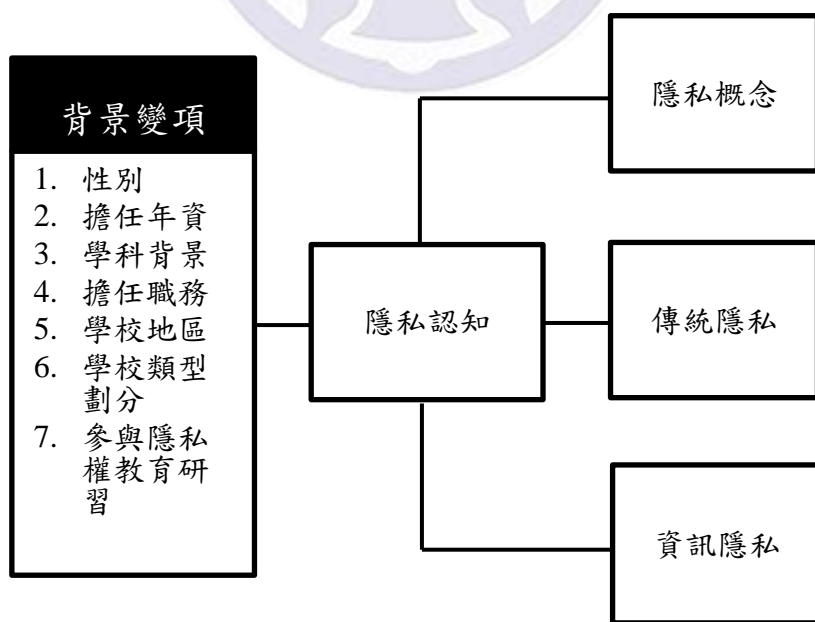 背景變項
1. 性別
2. 擔任年資
3. 學科背景
4. 擔任職務
5. 學校地區
6. 學校類型
劃分
7. 參與隱私
權教育研
習
隱私認知
隱私概念
傳統隱私
資訊隱私